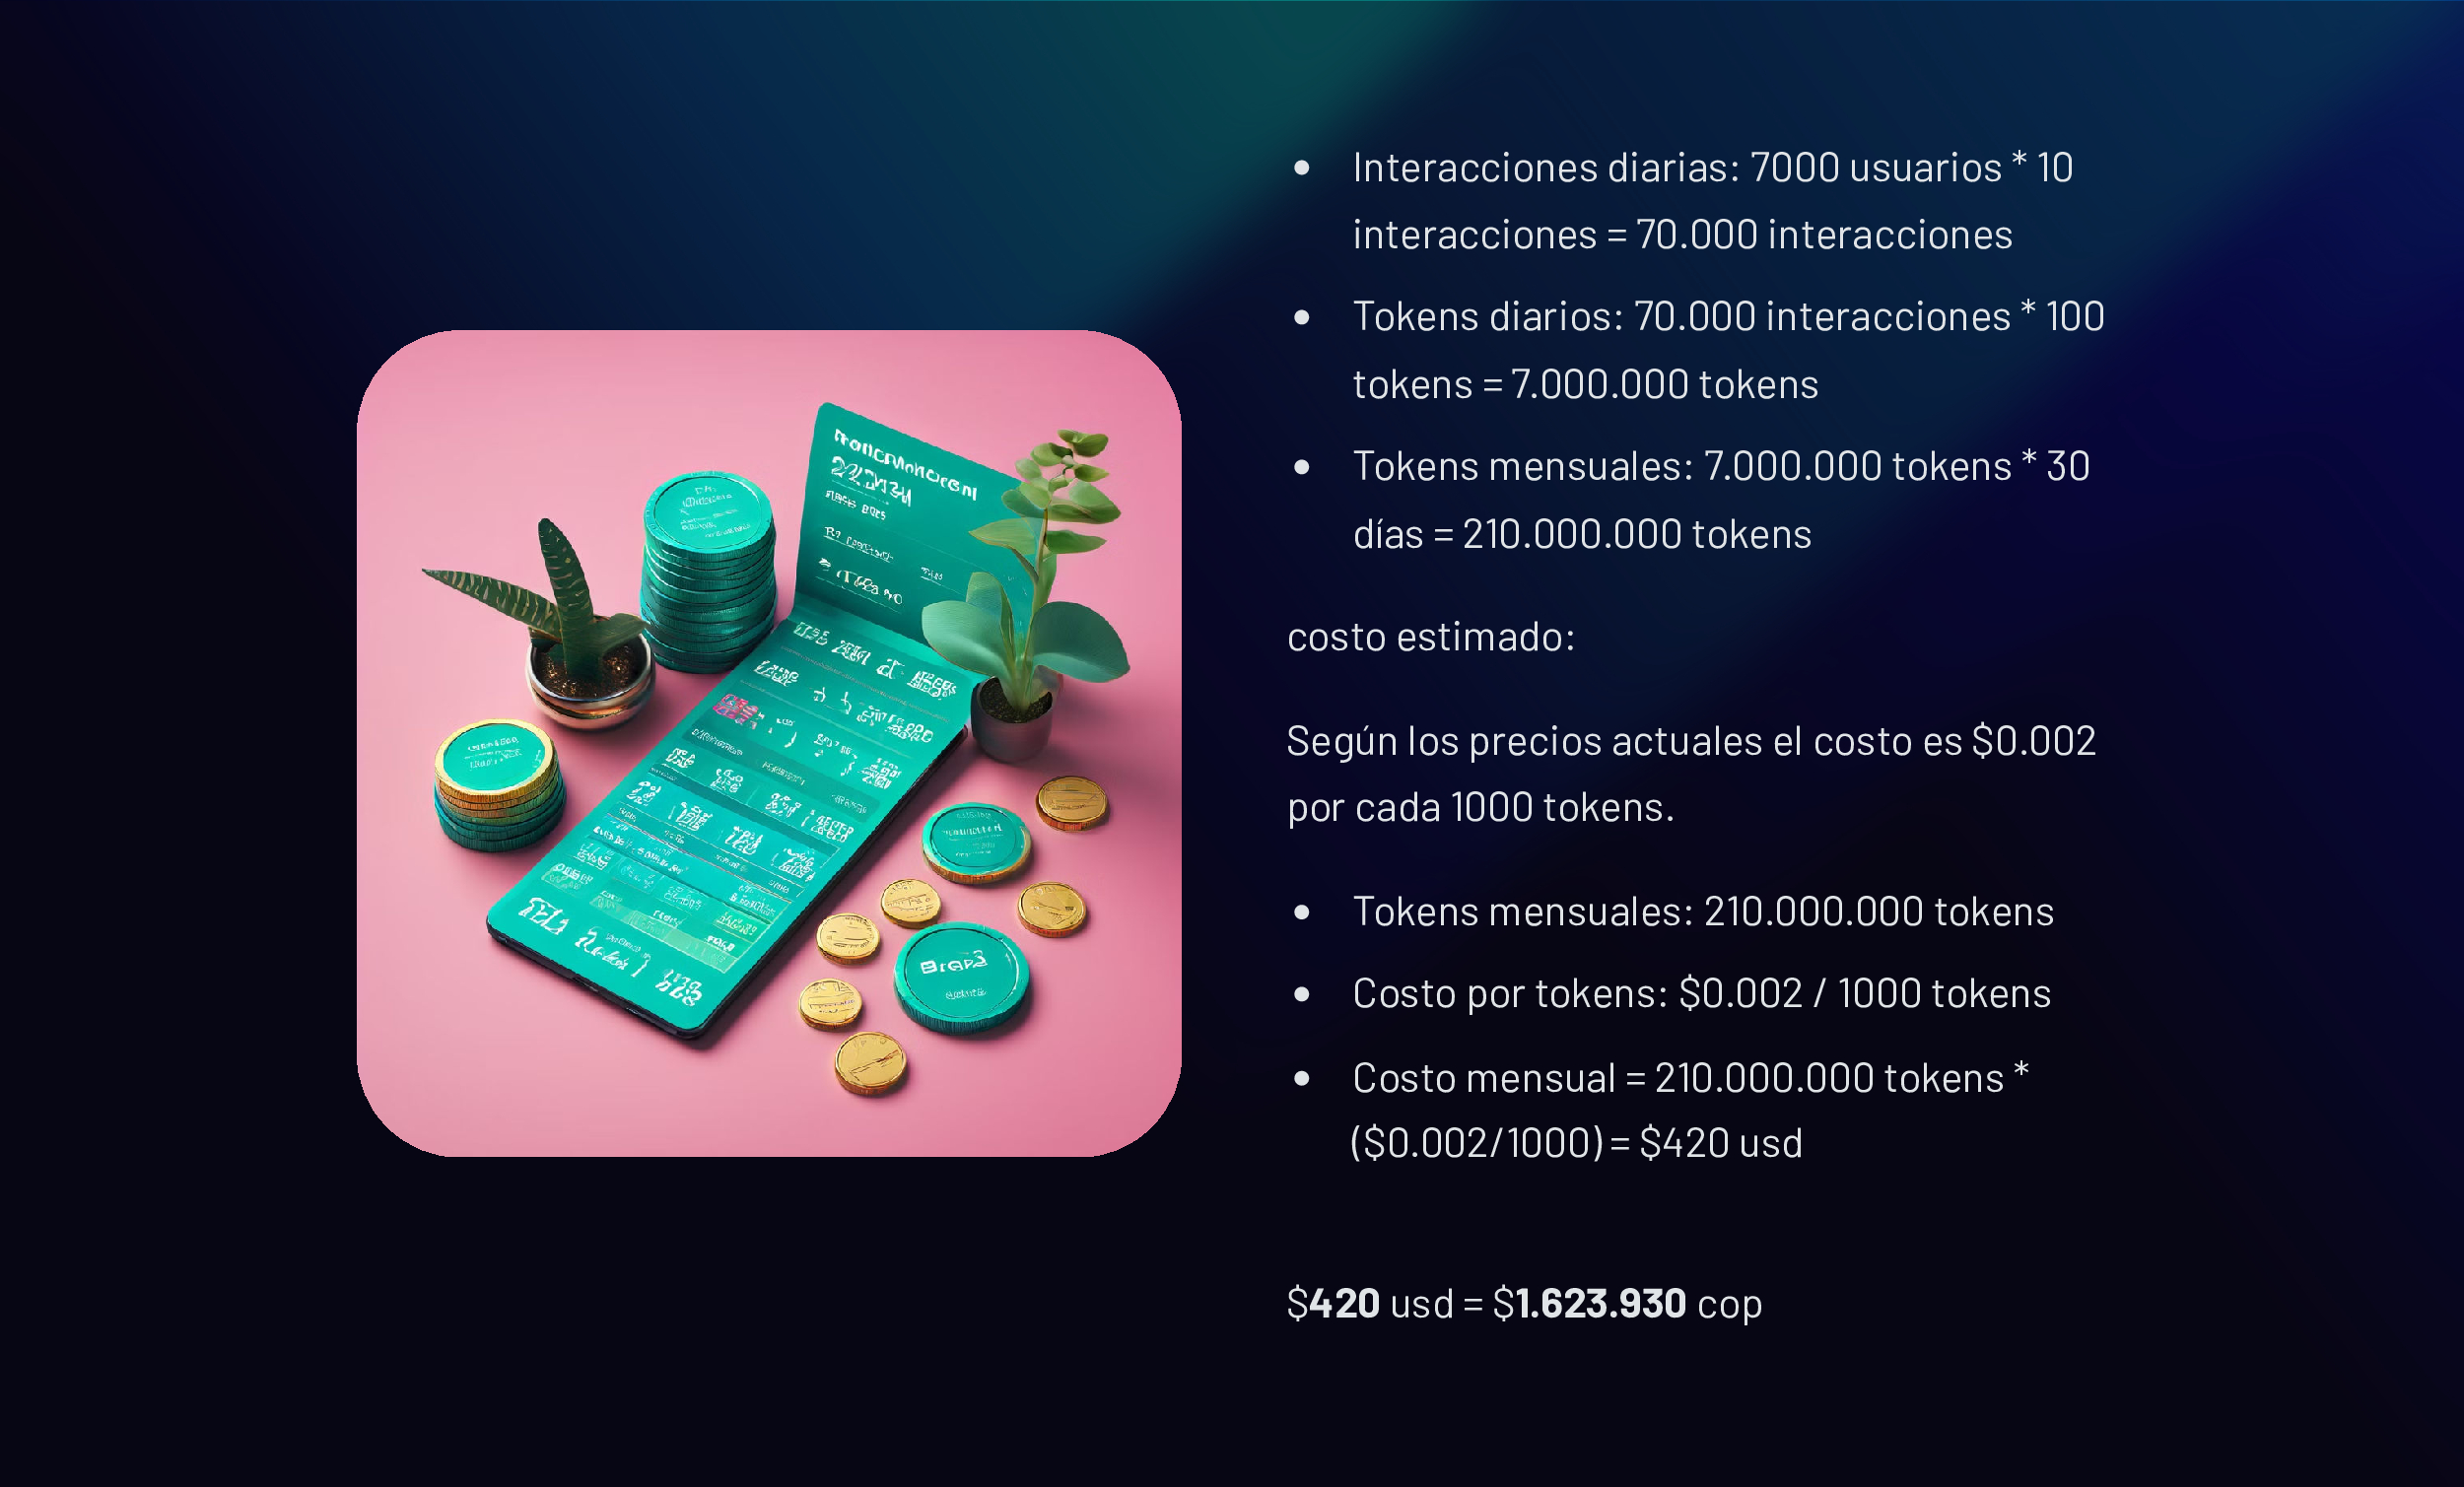 • Interacciones diarias: 7000 usuarios * 10
interacciones = 70.000 interacciones
• Tokens diarios: 70.000 interacciones * 100
tokens = 7.000.000 tokens
• Tokens mensuales: 7.000.000 tokens * 30
días = 210.000.000 tokens
costo estimado:
Según los precios actuales el costo es $0.002
por cada 1000 tokens.
• Tokens mensuales: 210.000.000 tokens
• Costo por tokens: $0.002 / 1000 tokens
• Costo mensual = 210.000.000 tokens *
($0.002/1000) = $420 usd
$420 usd = $1.623.930 cop